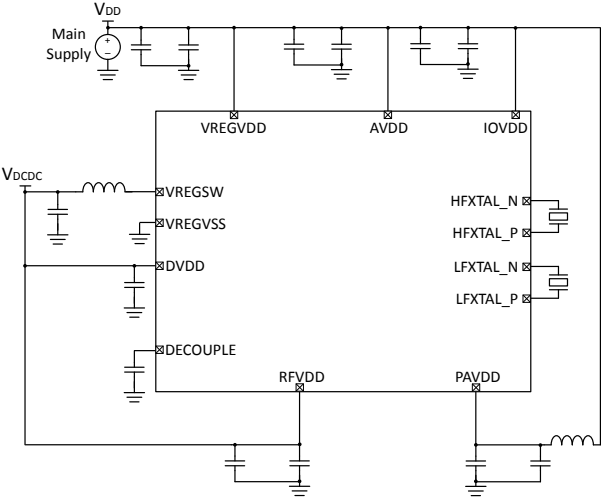 VDD
Main
Supply
+
−
VREGVDD
AVDD
IOVDD
VDCDC
VREGSW
HFXTAL_N
VREGVSS
HFXTAL_P
DVDD
LFXTAL_N
LFXTAL_P
DECOUPLE
RFVDD
PAVDD